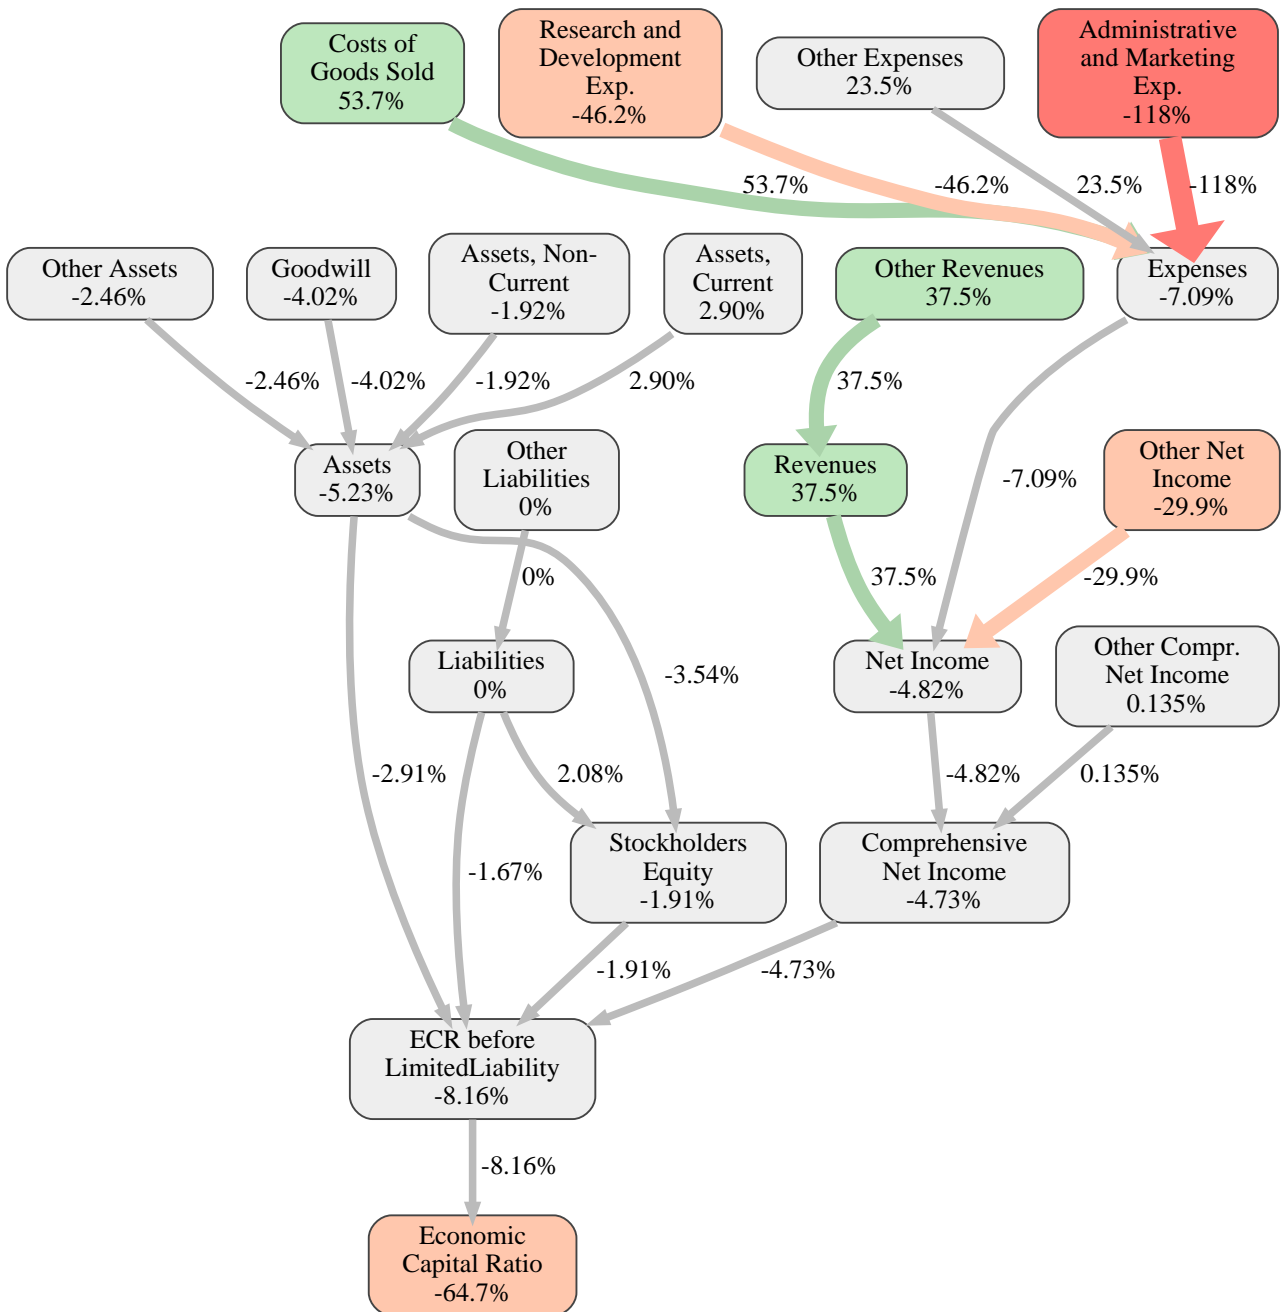 Costs of
Goods Sold
53.7%
Research and
Development
Exp.
-46.2%
Other Expenses
23.5%
Administrative
and Marketing
Exp.
-118%
53.7%
-46.2%
23.5%
-118%
Other Assets
-2.46%
Goodwill
-4.02%
Assets, Non-
Current
-1.92%
Assets,
Current
2.90%
Other Revenues
37.5%
Expenses
-7.09%
-2.46%
-4.02%
-1.92%
2.90%
37.5%
Assets
-5.23%
Other
Liabilities
0%
Revenues
37.5%
-7.09%
Other Net
Income
-29.9%
0%
37.5%
-29.9%
Liabilities
0%
-3.54%
Net Income
-4.82%
Other Compr.
Net Income
0.135%
-2.91%
2.08%
-4.82%
0.135%
-1.67%
Stockholders
Equity
-1.91%
Comprehensive
Net Income
-4.73%
-1.91%
-4.73%
ECR before
LimitedLiability
-8.16%
-8.16%
Economic
Capital Ratio
-64.7%